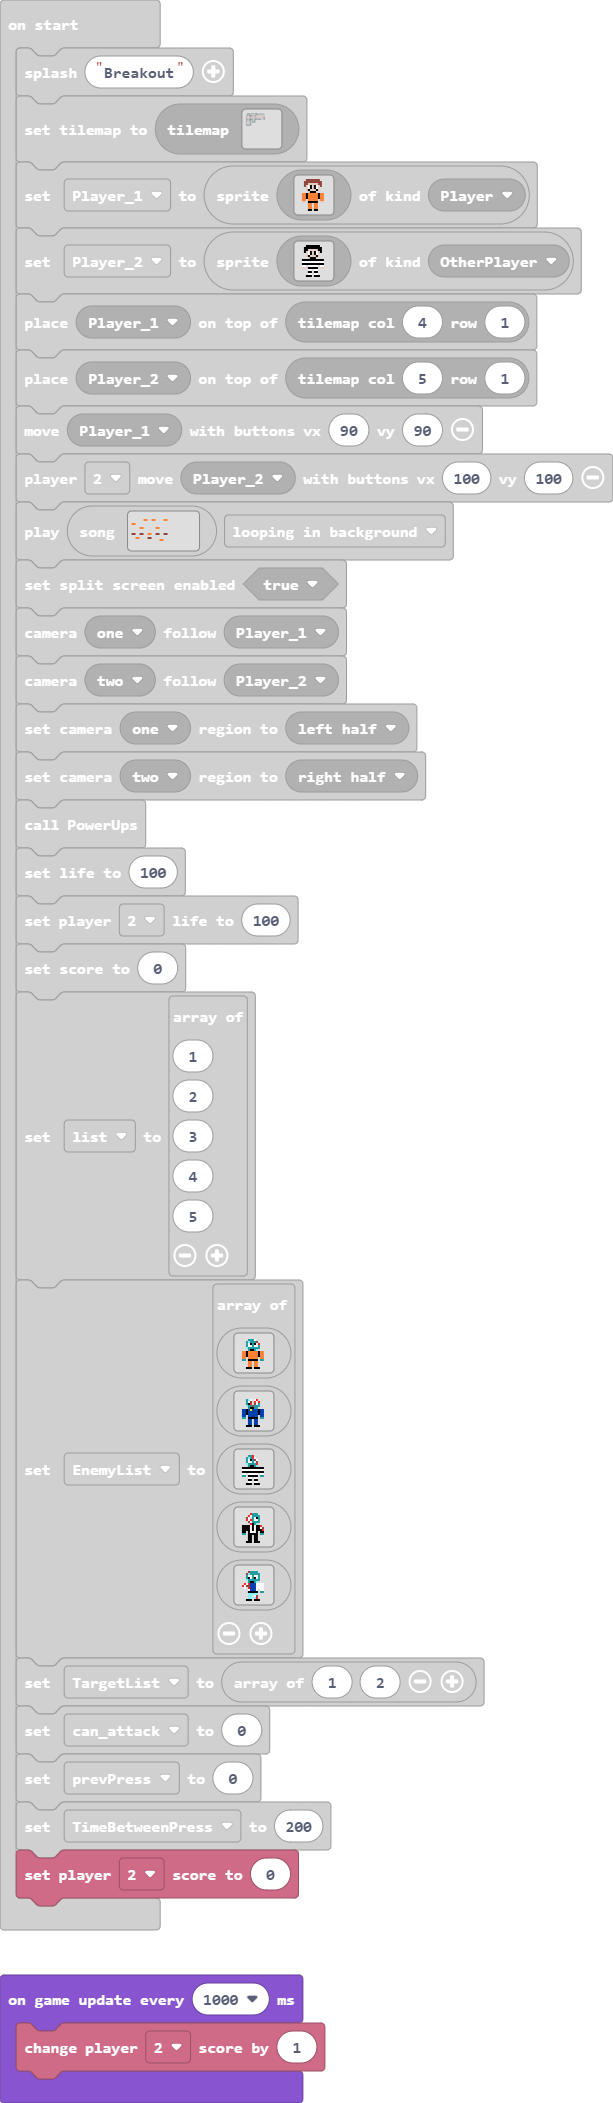 on start
splash "Breakout"
set tilemap to tilemap
set Player_1 to sprite of kind Player
set Player_2 to sprite of kind OtherPlayer
place Player_1 on top of tilemap col 4 row 1
place Player_2 on top of tilemap col 5 row 1
move Player_1 with buttons vx 90 vy 90
player 2 move Player_2 with buttons vx 100 vy 100
play song looping in background
set split screen enabled true
camera one follow Player_1
camera two follow Player_2
set camera one region to left half
set camera two region to right half
call PowerUps
set life to 100
set player 2 life to 100
set score to 0
array of
1
2
set list to 3
4
5
array of
set EnemyList to
set TargetList to array of 1 2
set can_attack to 0
set prevPress to 0
set TimeBetweenPress to 200
set player 2 score to 0
on game update every 1000 ms
change player 2 score by 1